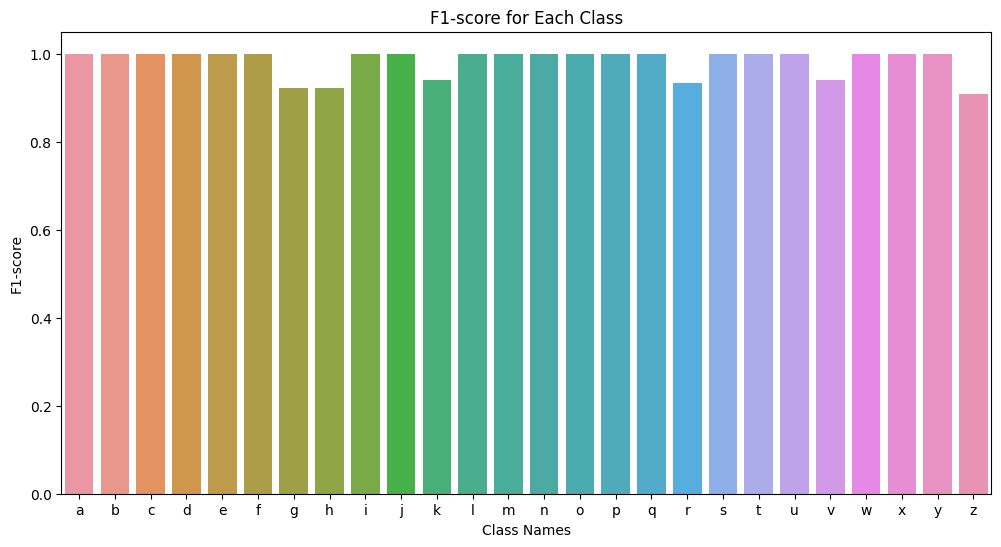 F1-score for Each Class
F1-score
1.0
0.8
0.6
0.4
0.2
0.0
a b c d e f g h i j k l m n o p q r s t u v w x y z
Class Names